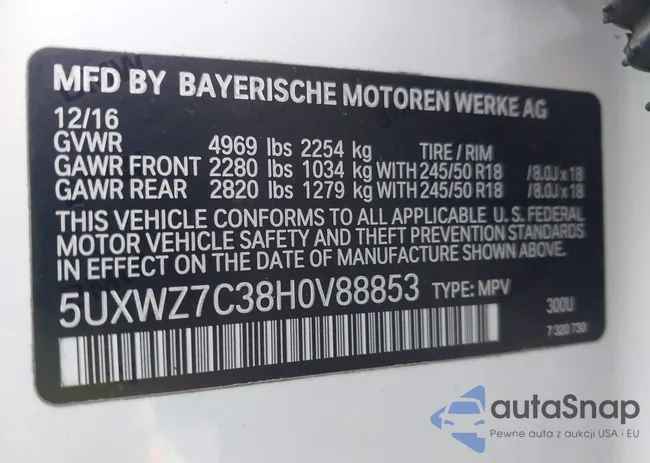 MFD BY BAYERISCHE MOTOREN WERKE AG
12/16
GVWR 4969 lbs 2254 kg TIRE / RIM
GAWR FRONT 2280 lbs 1034 kg WITH 245/50 R18 /8.0J x 18
GAWR REAR 2820 lbs 1279 kg WITH 245/50 R18 /8.0J x 18
THIS VEHICLE CONFORMS TO ALL APPLICABLE U. S. FEDERAL
MOTOR VEHICLE SAFETY AND THEFT PREVENTION STANDARDS
IN EFFECT ON THE DATE OF MANUFACTURE SHOWN ABOVE.
5UXWZ7C38H0V88853 TYPE: MPV 300U
7 320 730
autaSnap
Pewne auta z aukcji USA i EU